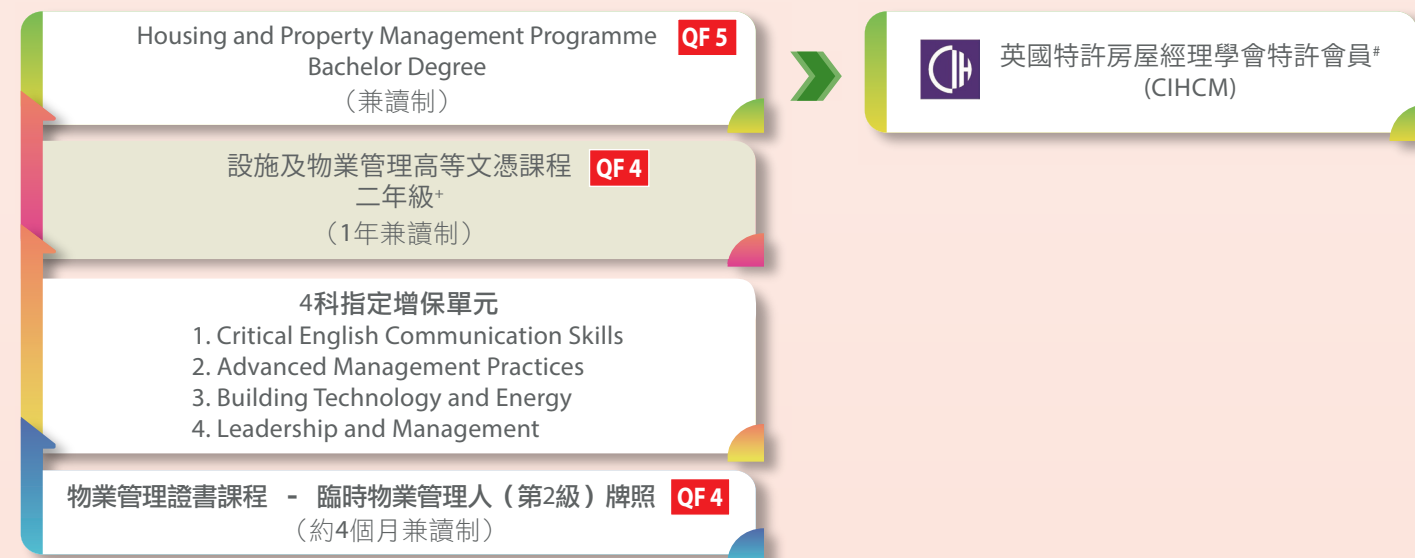 Housing and Property Management Programme QF 5
Bachelor Degree
（兼讀制）
CIH 英國特許房屋經理學會特許會員#
(CIHCM)
設施及物業管理高等文憑課程 QF 4
二年級+
（1年兼讀制）
4科指定增保單元
1. Critical English Communication Skills
2. Advanced Management Practices
3. Building Technology and Energy
4. Leadership and Management
物業管理證書課程 - 臨時物業管理人（第2級）牌照 QF 4
（約4個月兼讀制）